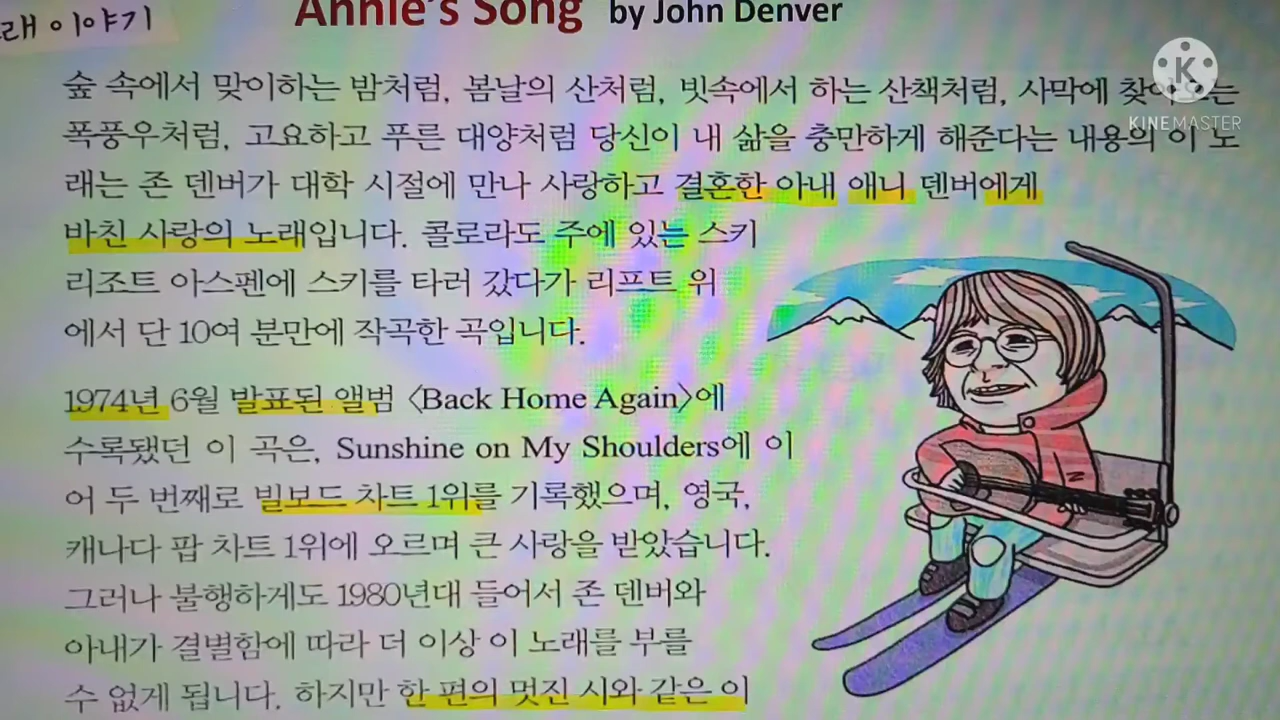 래 이야기
Annie's Song by John Denver
숲 속에서 맞이하는 밤처럼, 봄날의 산처럼, 빗속에서 하는 산책처럼, 사막에
폭풍우처럼, 고요하고 푸른 대양처럼 당신이 내 삶을 충만하게 해준다는 내용의 이 노
래는 존 덴버가 대학 시절에 만나 사랑하고 결혼한 아내 애니 덴버에게
바친 사랑의 노래입니다. 콜로라도 주에 있는 스키
리조트 아스펜에 스키를 타러 갔다가 리프트 위
에서 단 10여 분만에 작곡한 곡입니다.
1974년 6월 발표된 앨범 〈Back Home Again〉에
수록됐던 이 곡은, Sunshine on My Shoulders에 이
어 두 번째로 빌보드 차트 1위를 기록했으며, 영국,
캐나다 팝 차트 1위에 오르며 큰 사랑을 받았습니다.
그러나 불행하게도 1980년대 들어서 존 덴버와
아내가 결별함에 따라 더 이상 이 노래를 부를
수 없게 됩니다. 하지만 한 편의 멋진 시와 같은 이
K
KINEMASTER